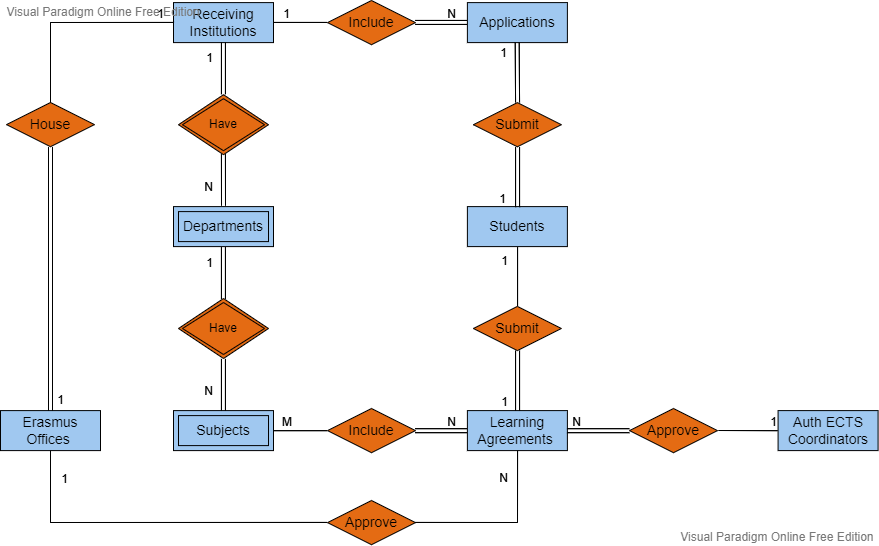 Visual Paradigm Online Free Edition
1
Receiving
Institutions
1
Include
N
Applications
1
1
House
Have
Submit
N
1
Departments
Students
1
1
Have
Submit
N
1
1
Erasmus
Offices
Subjects
M
Include
N
Learning
Agreements
N
Approve
1
Auth ECTS
Coordinators
1
N
Approve
Visual Paradigm Online Free Edition